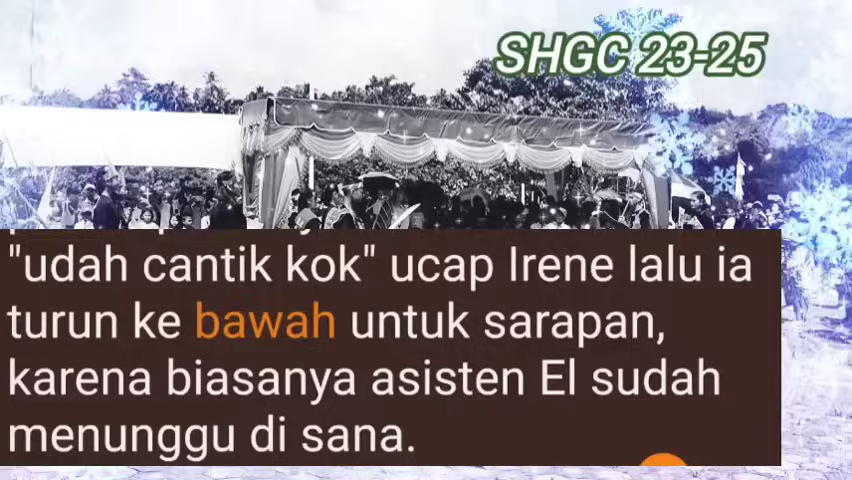 SHGC 23-25
"udah cantik kok" ucap Irene lalu ia
turun ke bawah untuk sarapan,
karena biasanya asisten El sudah
menunggu di sana.